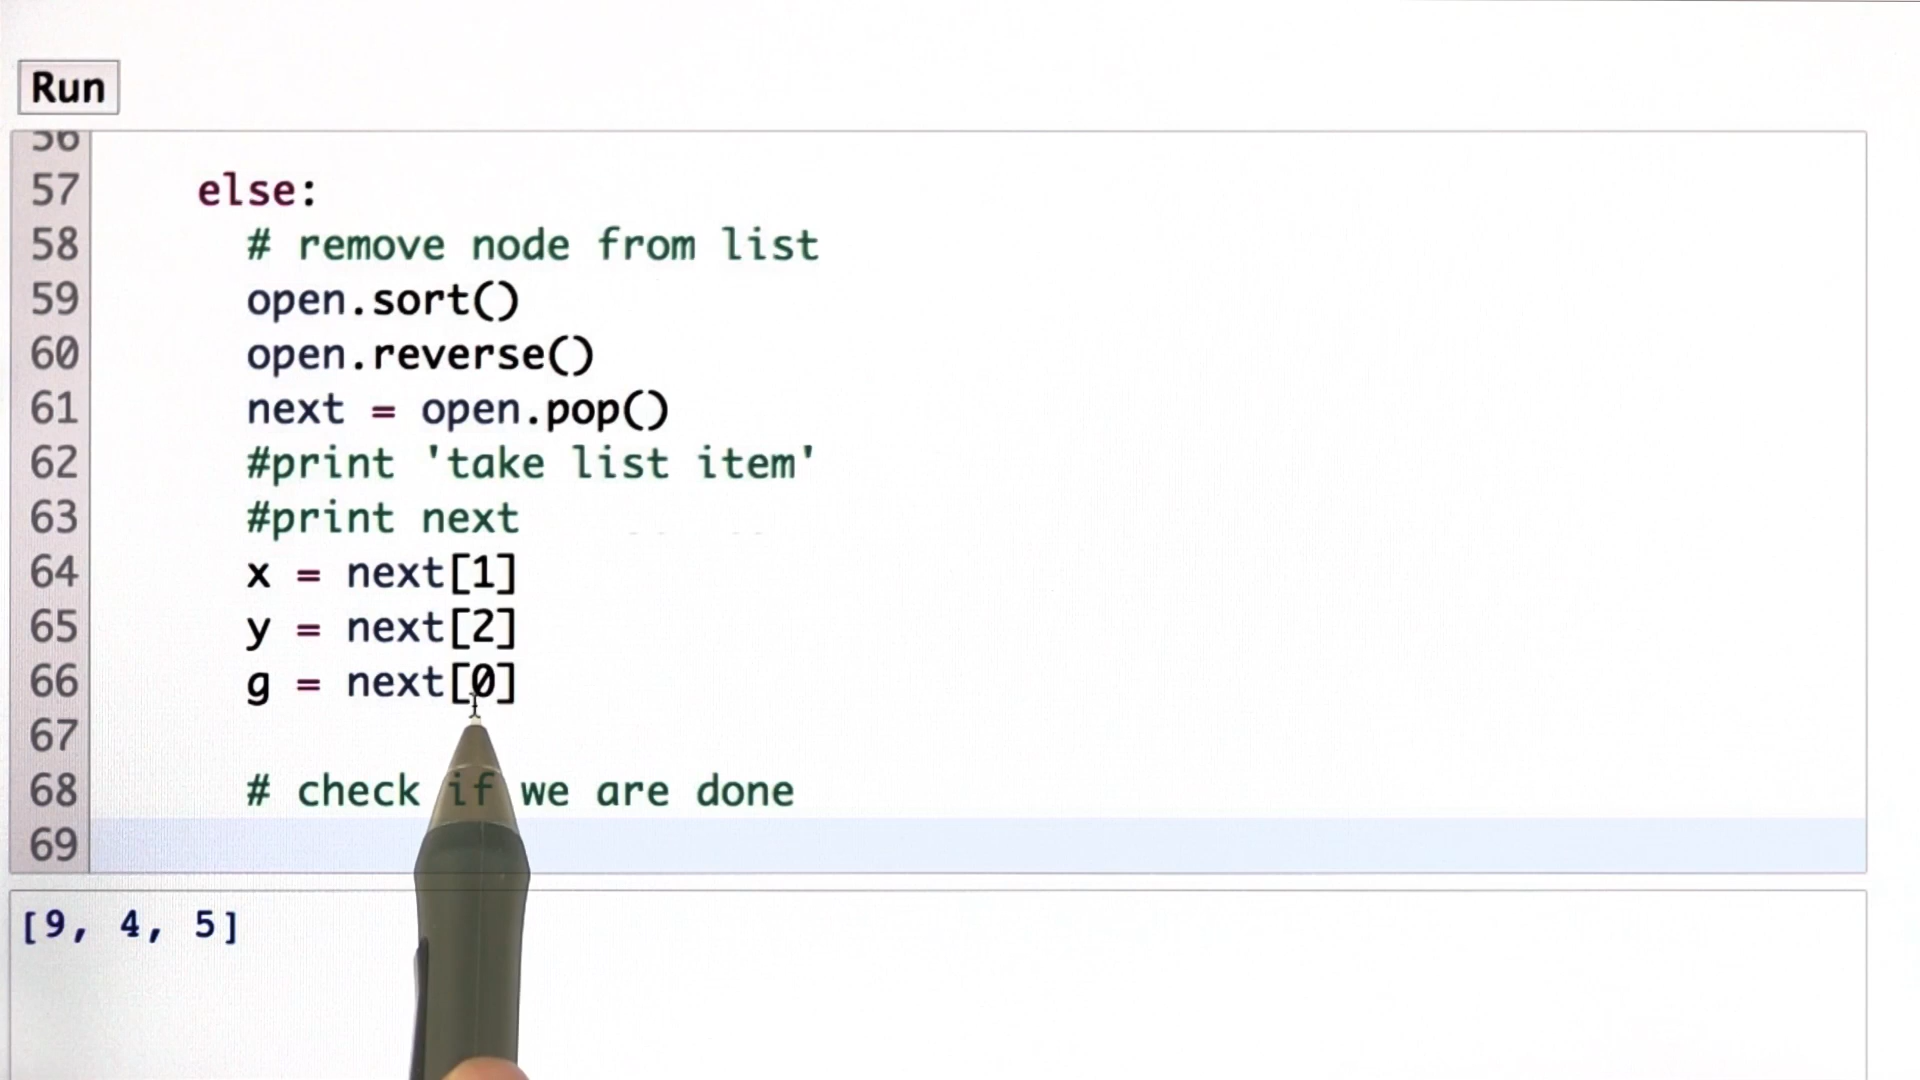 Run
56
57 else:
58 # remove node from list
59 open.sort()
60 open.reverse()
61 next = open.pop()
62 #print 'take list item'
63 #print next
64 x = next[1]
65 y = next[2]
66 g = next[0]
67
68 # check if we are done
69
[9, 4, 5]